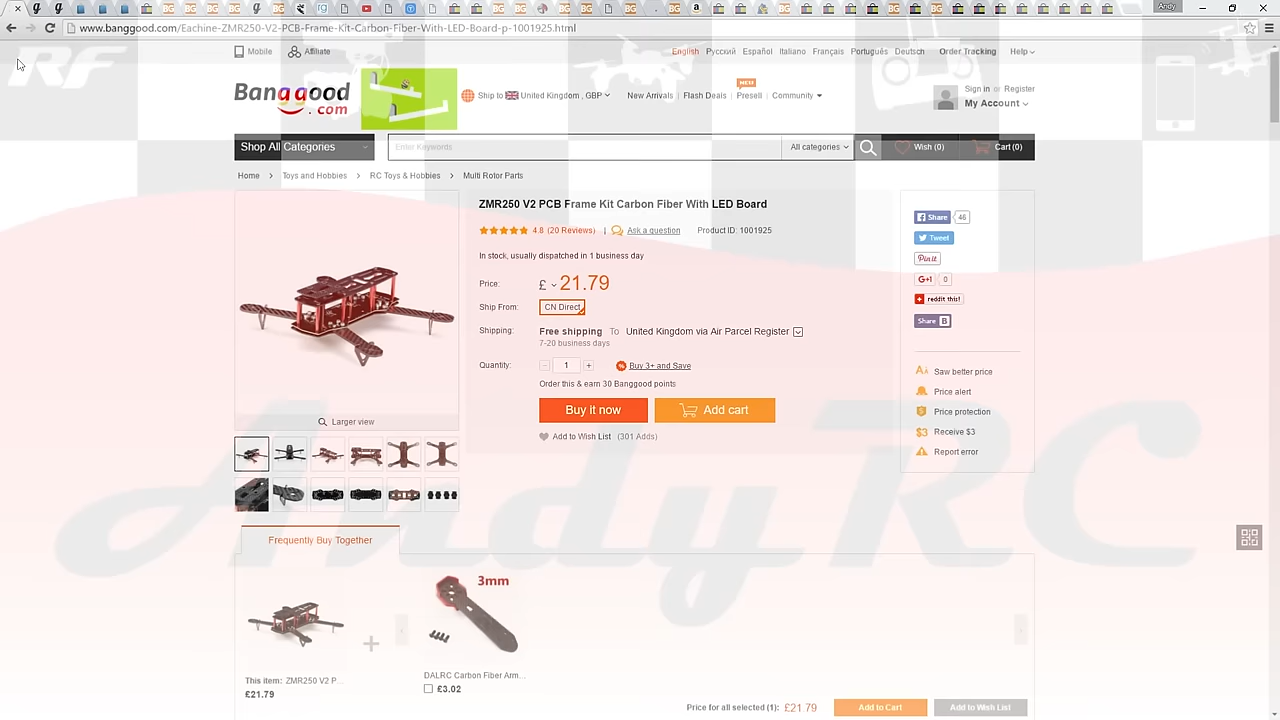 Andy
www.banggood.com/Eachine-ZMR250-V2-PCB-Frame-Kit-Carbon-Fiber-With-LED-Board-p-1001925.html
Mobile Affiliate English Русский Español Italiano Français Português Deutsch Order Tracking Help
RF
Banggood.com
Ship to United Kingdom , GBP New Arrivals | Flash Deals | Presell | Community
NEW
Sign in or Register
My Account
Shop All Categories Enter Keywords All categories Wish (0) Cart (0)
Home > Toys and Hobbies > RC Toys & Hobbies > Multi Rotor Parts
ZMR250 V2 PCB Frame Kit Carbon Fiber With LED Board
4.8 (20 Reviews) | Ask a question Product ID: 1001925
In stock, usually dispatched in 1 business day
Price: £ 21.79
Ship From: CN Direct
Shipping: Free shipping To United Kingdom via Air Parcel Register
7-20 business days
Quantity: - 1 + Buy 3+ and Save
Order this & earn 30 Banggood points
Buy it now Add cart
Add to Wish List (301 Adds)
Share 46
Tweet
Pin it
G+1 0
reddit this!
Share B
Saw better price
Price alert
Price protection
$3 Receive $3
Report error
Larger view
Andy RC
Frequently Buy Together
3mm
This item: ZMR250 V2 P...
£21.79
DALRC Carbon Fiber Arm...
£3.02
Price for all selected (1): £21.79 Add to Cart Add to Wish List